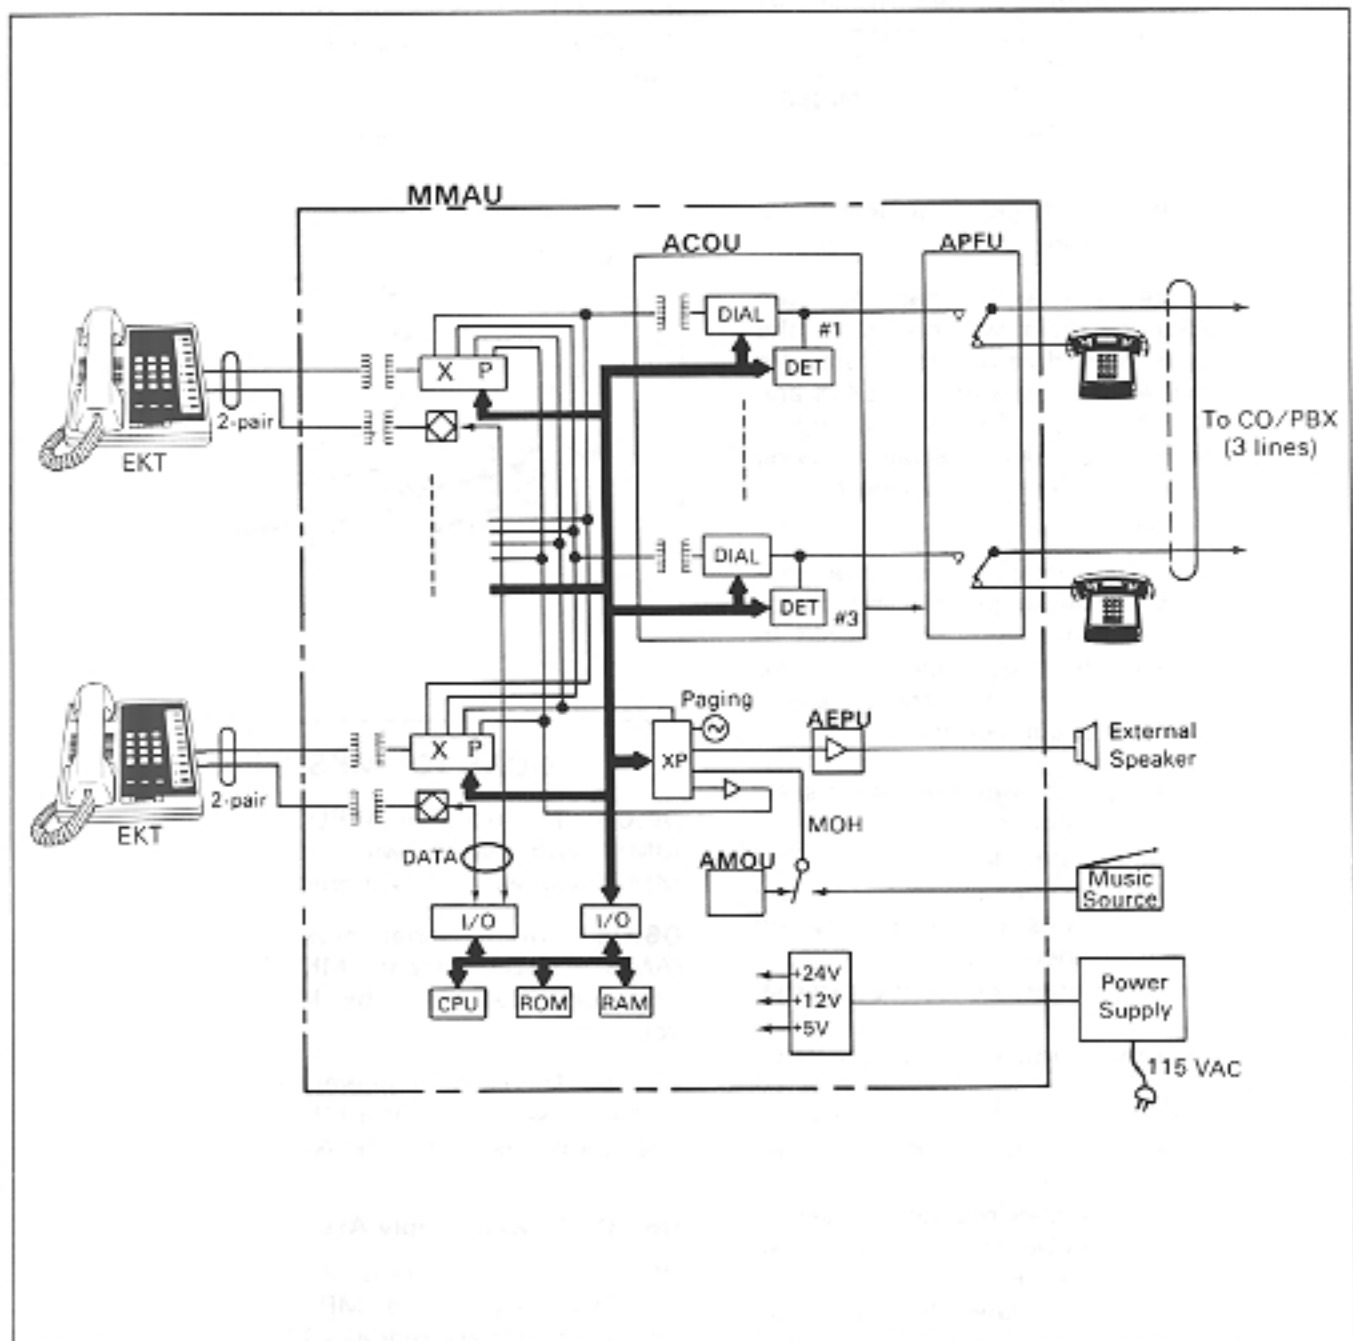 MMAU
ACOU
APFU
DIAL
#1
X P
DET
2-pair
EKT
To CO/PBX
(3 lines)
DIAL
DET
#3
Paging
AEPU
X P
XP
External
Speaker
2-pair
EKT
MOH
DATA
AMOU
Music
Source
I/O
I/O
+24V
+12V
+5V
Power
Supply
CPU
ROM
RAM
115 VAC